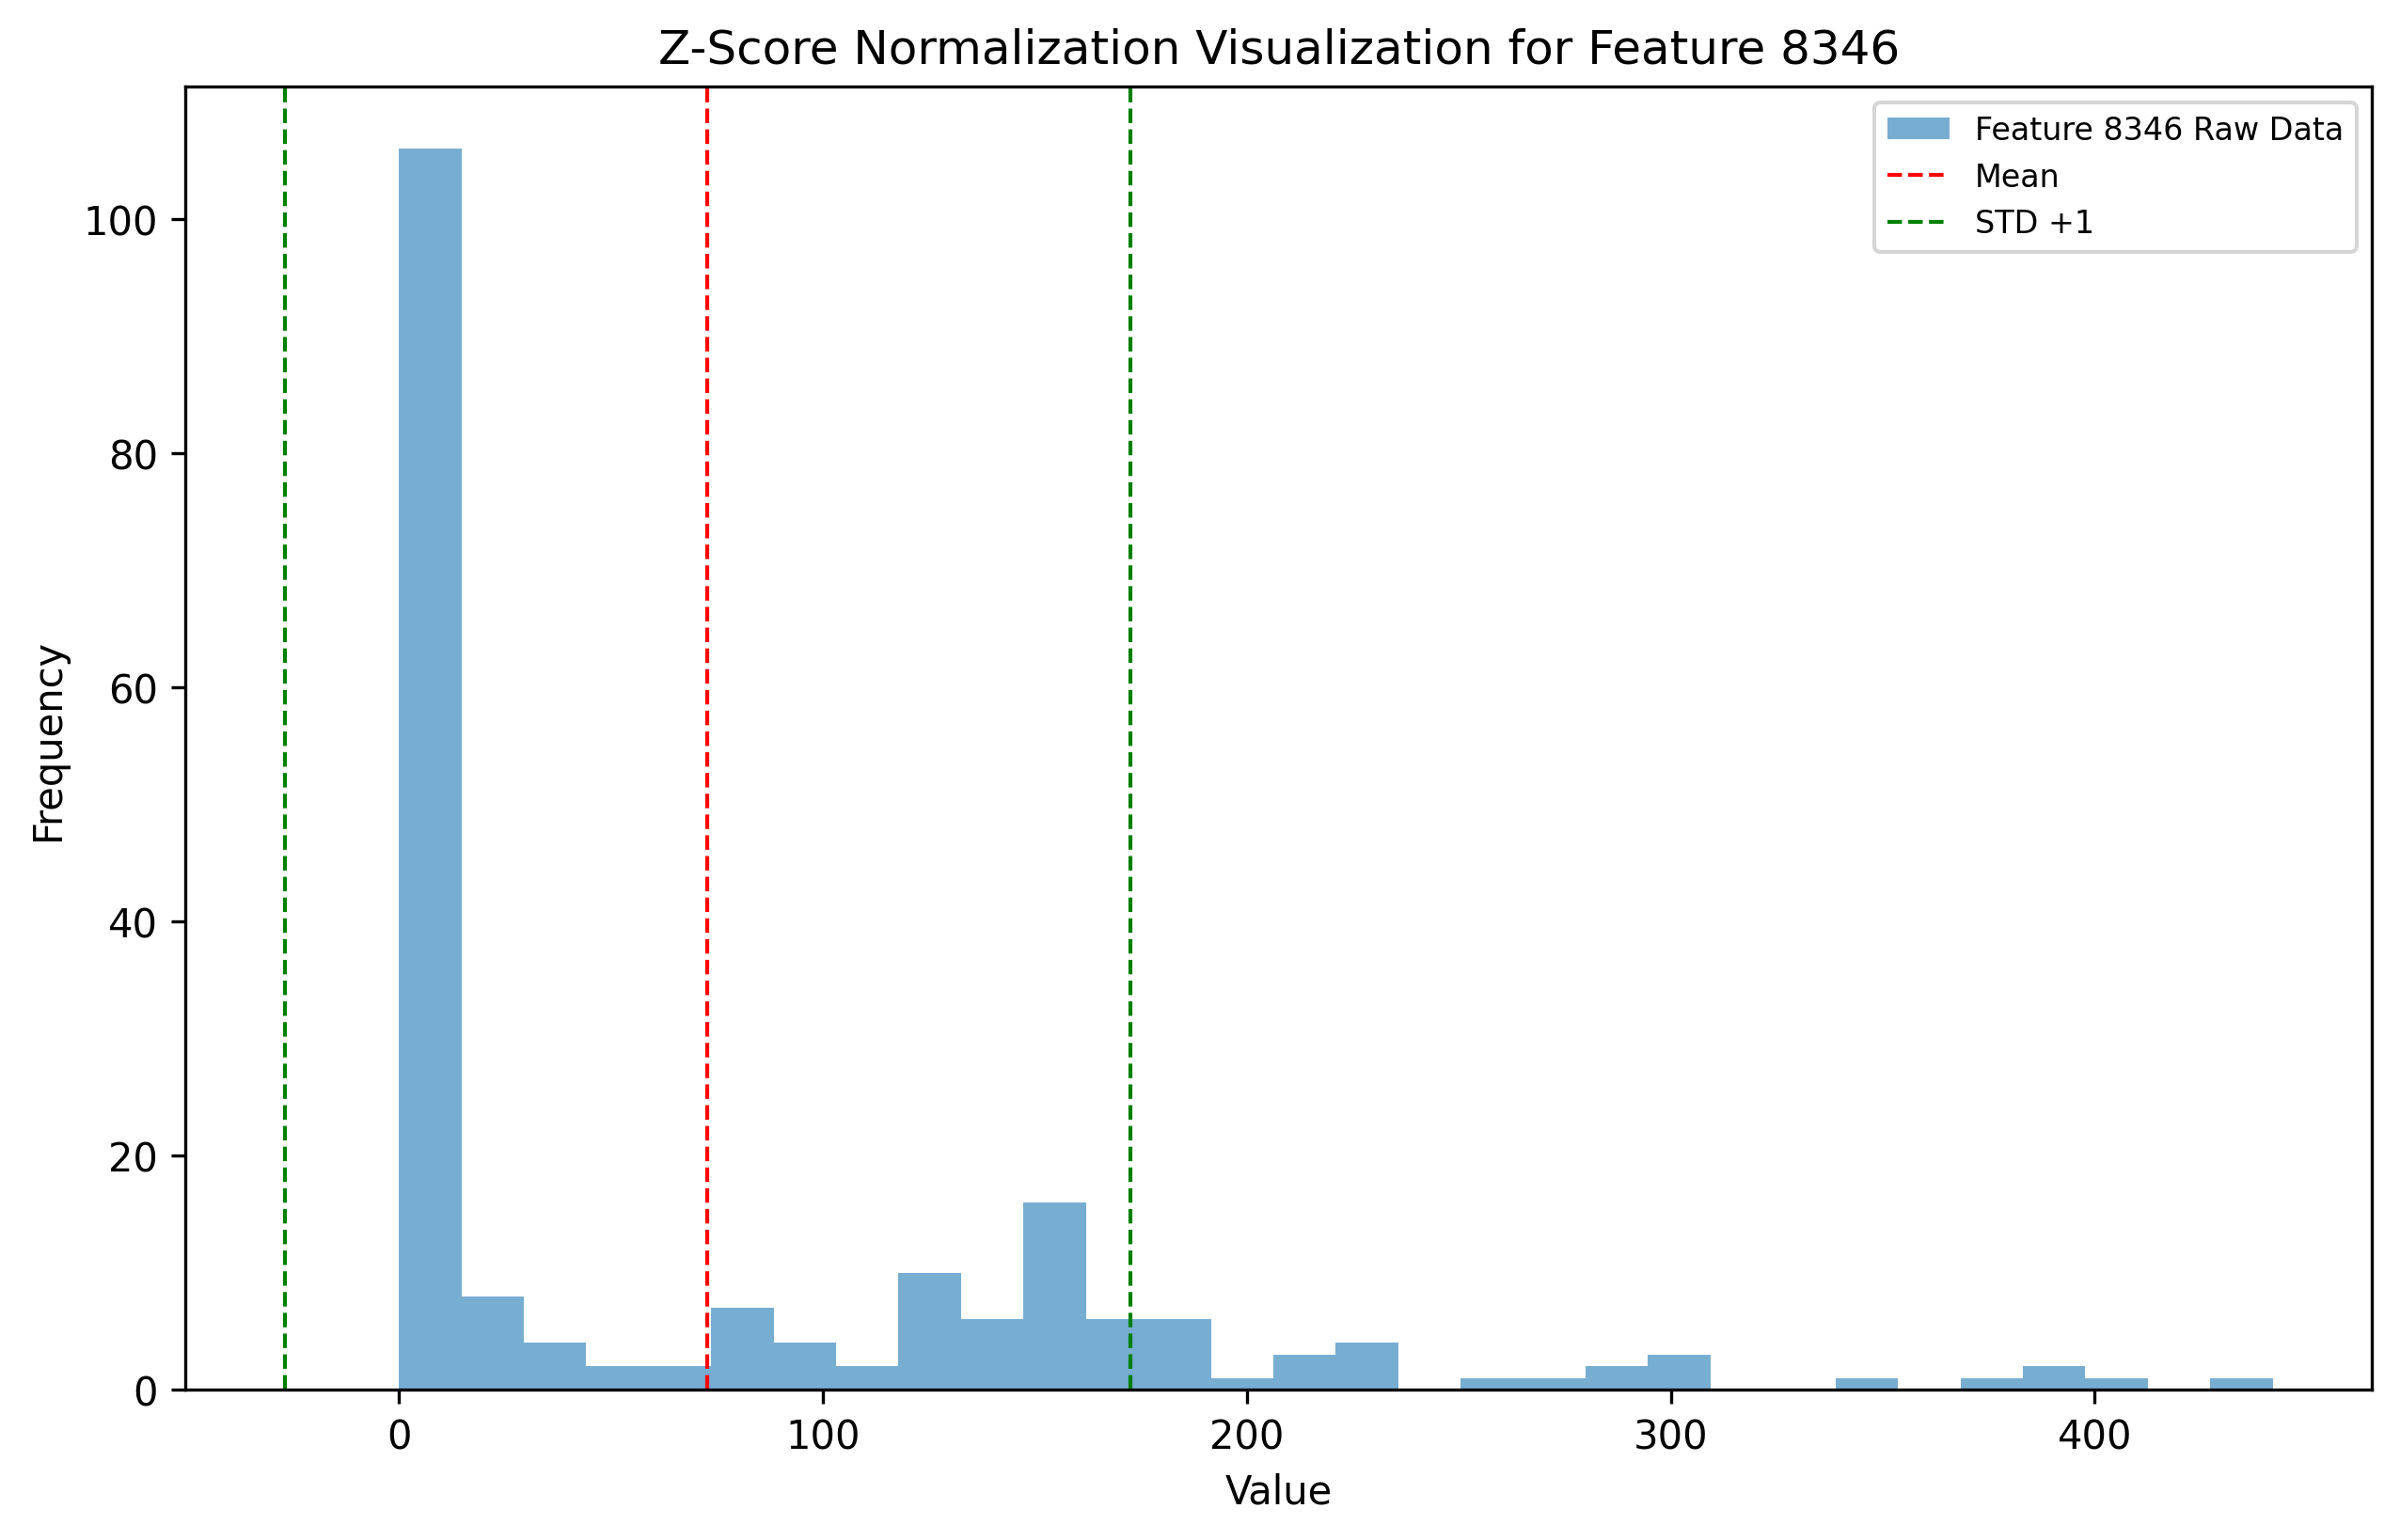 Z-Score Normalization Visualization for Feature 8346
Feature 8346 Raw Data
Mean
STD +1
Frequency
100
80
60
40
20
0
0
100
200
300
400
Value